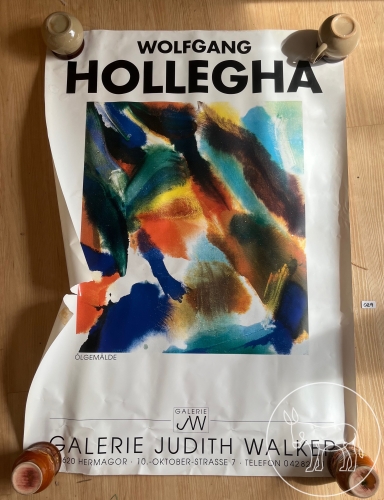 WOLFGANG
HOLLEGHA
ÖLGEMÄLDE
GALERIE
JW
GALERIE JUDITH WALKER
HERMAGOR · 10.-OKTOBER-STRASSE 7 · TELEFON